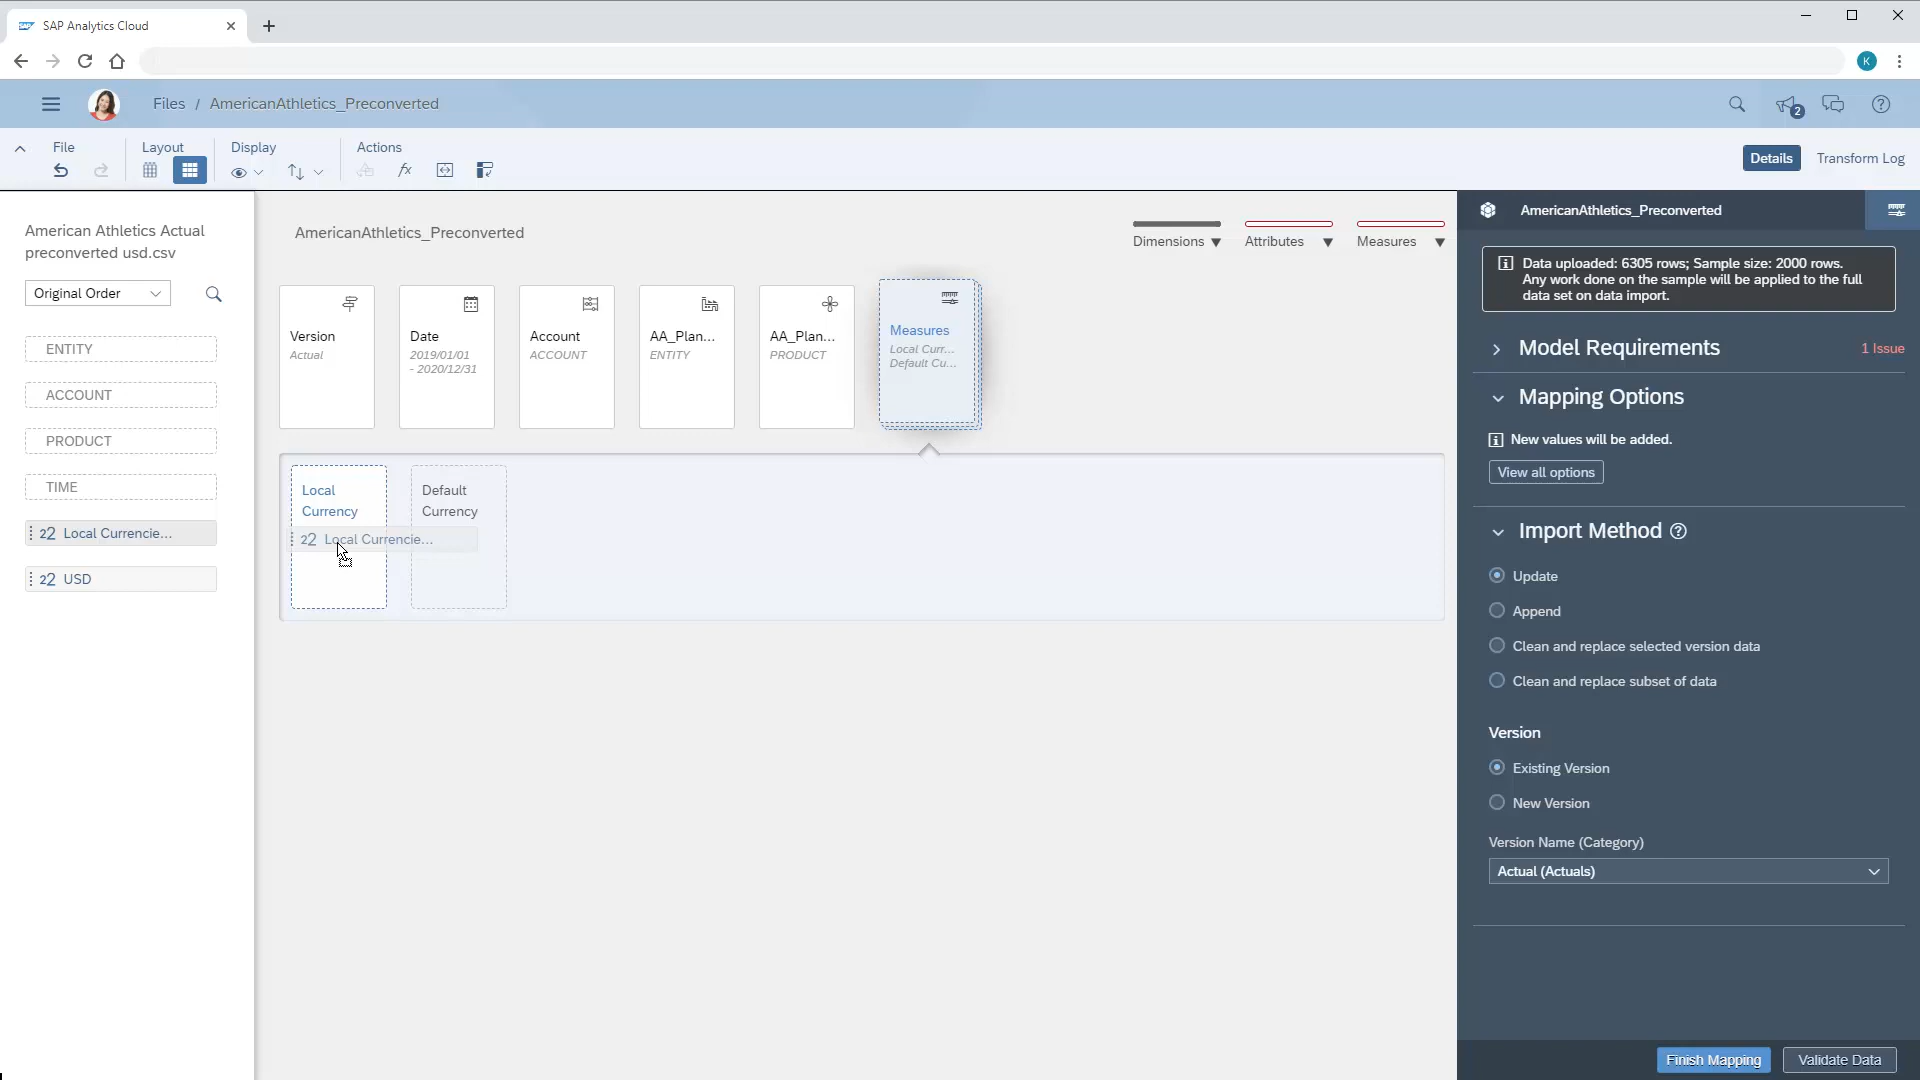 SAP Analytics Cloud
K
Files / AmericanAthletics_Preconverted
2
File
Layout
Display
Actions
fx
Details
Transform Log
American Athletics Actual
preconverted usd.csv
Original Order
ENTITY
ACCOUNT
PRODUCT
TIME
Local Currencie...
USD
AmericanAthletics_Preconverted
Dimensions
Attributes
Measures
Version
Actual
Date
2019/01/01
- 2020/12/31
Account
ACCOUNT
AA_Plan...
ENTITY
AA_Plan...
PRODUCT
Measures
Local Curr...
Default Cu...
Local
Currency
Default
Currency
Local Currencie...
AmericanAthletics_Preconverted
Data uploaded: 6305 rows; Sample size: 2000 rows.
Any work done on the sample will be applied to the full
data set on data import.
Model Requirements
1 Issue
Mapping Options
New values will be added.
View all options
Import Method
Update
Append
Clean and replace selected version data
Clean and replace subset of data
Version
Existing Version
New Version
Version Name (Category)
Actual (Actuals)
Finish Mapping
Validate Data